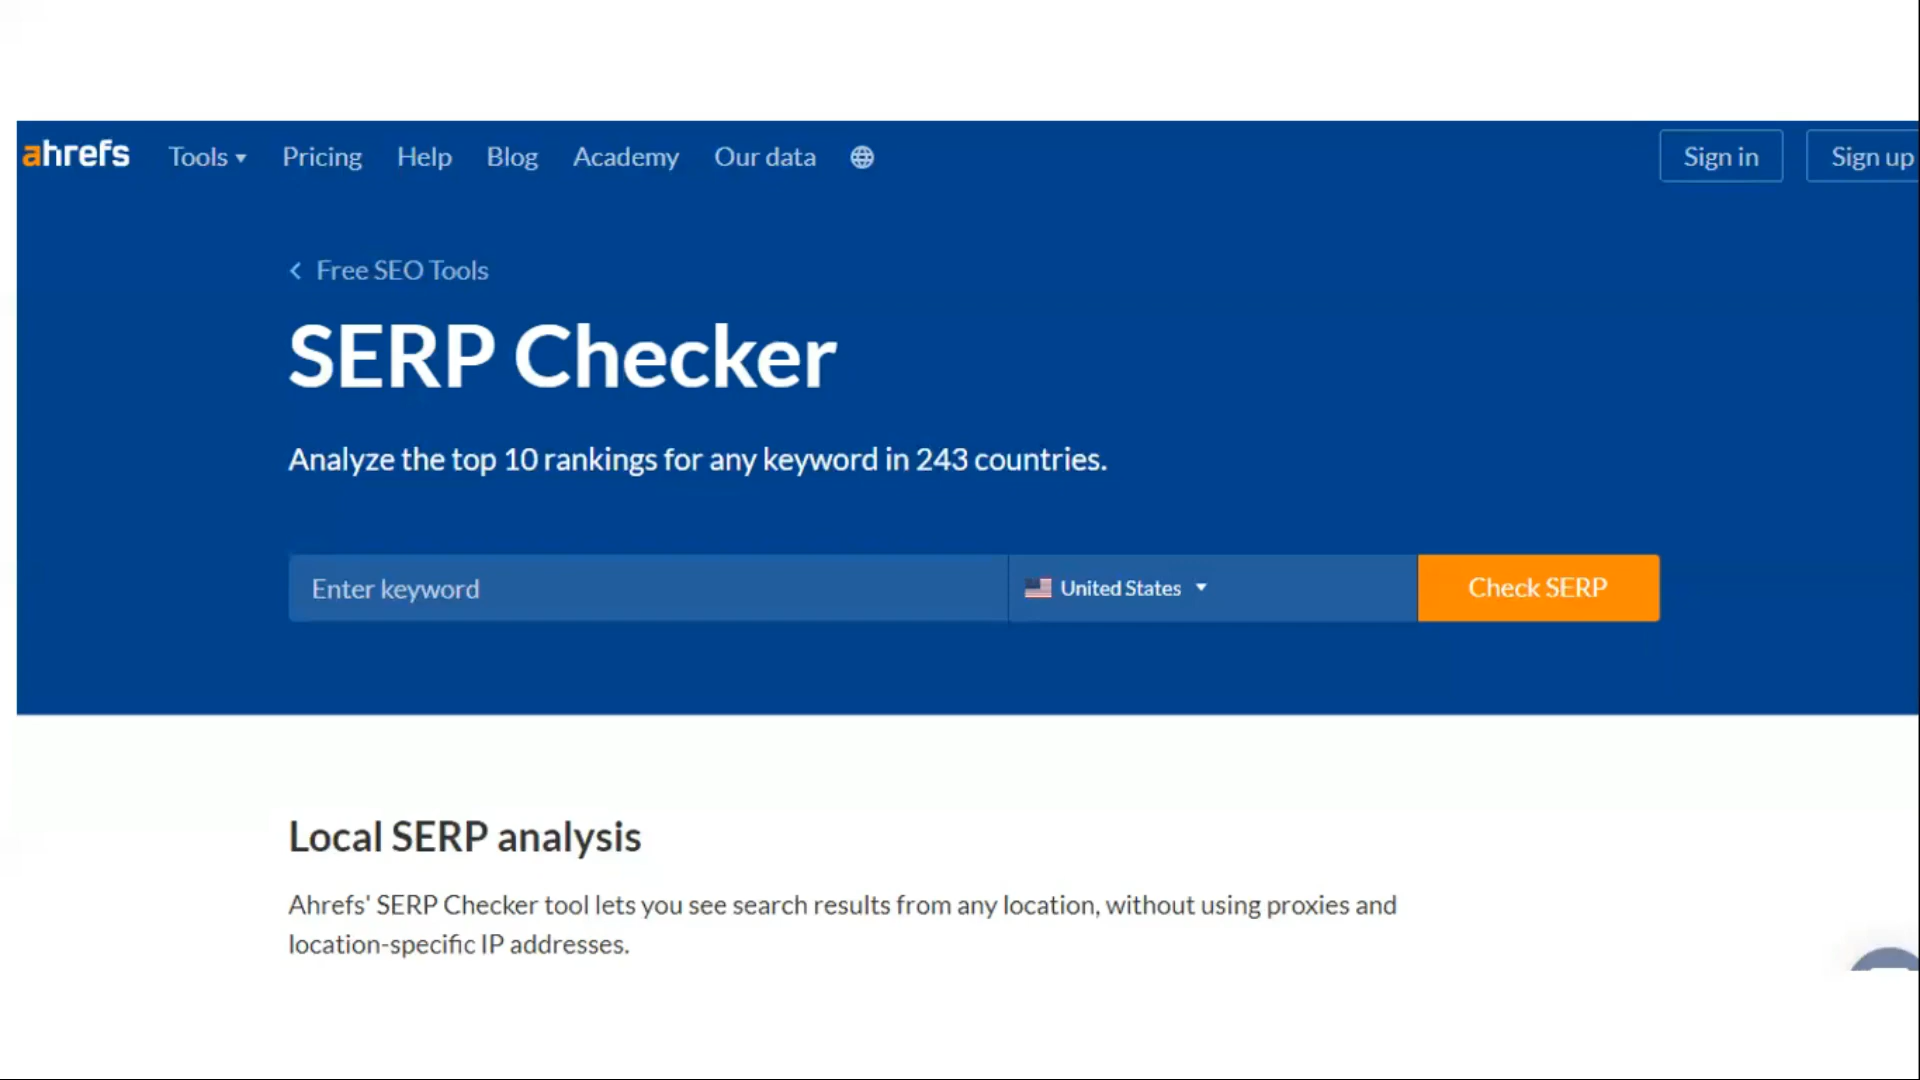 ahrefs Tools Pricing Help Blog Academy Our data Sign in Sign up
Free SEO Tools
SERP Checker
Analyze the top 10 rankings for any keyword in 243 countries.
Enter keyword United States Check SERP
Local SERP analysis
Ahrefs' SERP Checker tool lets you see search results from any location, without using proxies and
location-specific IP addresses.